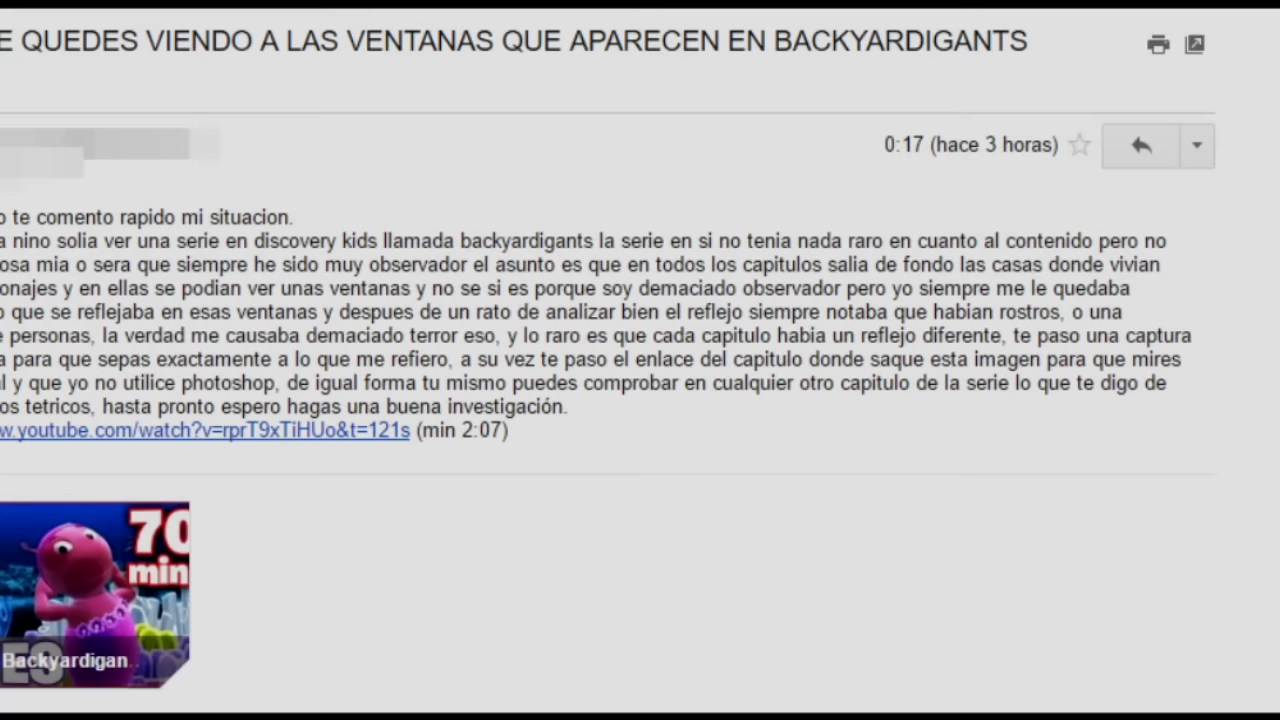 E QUEDES VIENDO A LAS VENTANAS QUE APARECEN EN BACKYARDIGANTS
0:17 (hace 3 horas)
o te comento rapido mi situacion.
a nino solia ver una serie en discovery kids llamada backyardigants la serie en si no tenia nada raro en cuanto al contenido pero no
osa mia o sera que siempre he sido muy observador el asunto es que en todos los capitulos salia de fondo las casas donde vivian
onajes y en ellas se podian ver unas ventanas y no se si es porque soy demaciado observador pero yo siempre me le quedaba
o que se reflejaba en esas ventanas y despues de un rato de analizar bien el reflejo siempre notaba que habian rostros, o una
e personas, la verdad me causaba demaciado terror eso, y lo raro es que cada capitulo habia un reflejo diferente, te paso una captura
a para que sepas exactamente a lo que me refiero, a su vez te paso el enlace del capitulo donde saque esta imagen para que mires
al y que yo no utilice photoshop, de igual forma tu mismo puedes comprobar en cualquier otro capitulo de la serie lo que te digo de
os tetricos, hasta pronto espero hagas una buena investigación.
w.youtube.com/watch?v=rprT9xTiHUo&t=121s (min 2:07)
70
min
Backyardigan..
ES